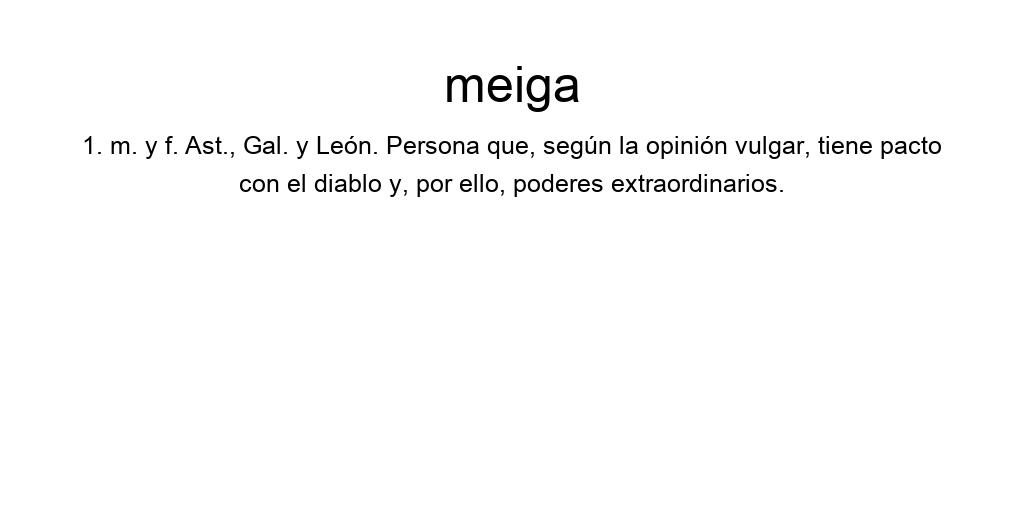 meiga
1. m. y f. Ast., Gal. y León. Persona que, según la opinión vulgar, tiene pacto
con el diablo y, por ello, poderes extraordinarios.